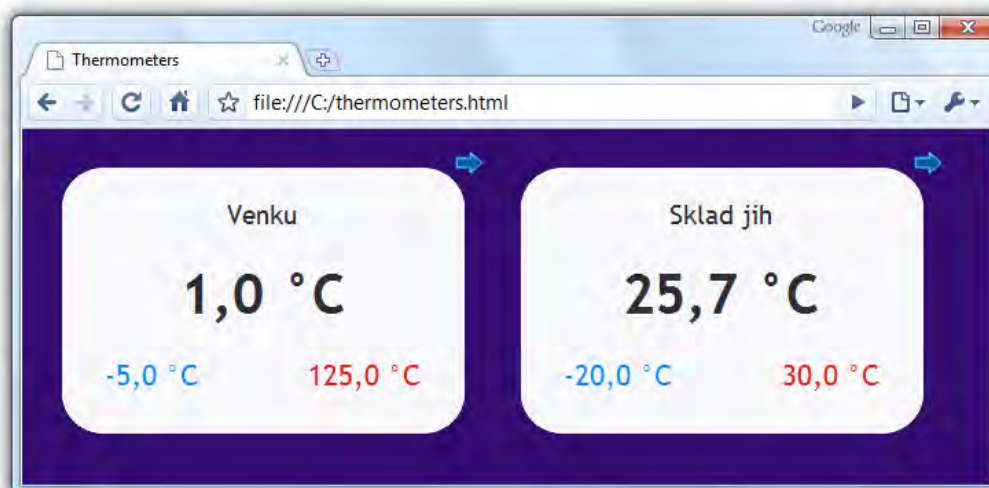 Google
Thermometers
file:///C:/thermometers.html
Venku
1,0 °C
-5,0 °C 125,0 °C
Sklad jih
25,7 °C
-20,0 °C 30,0 °C